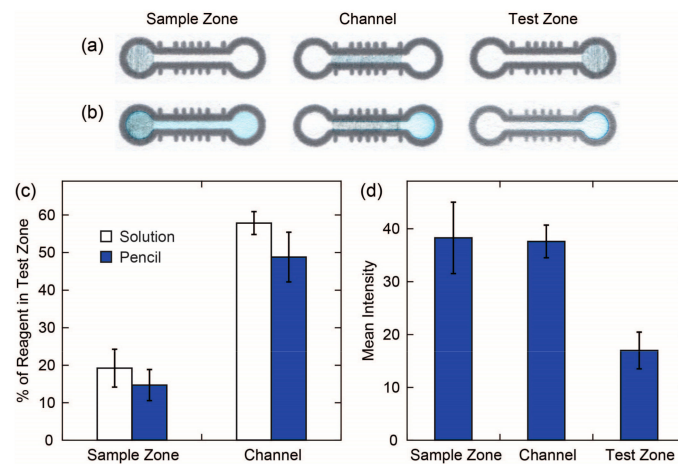 Sample Zone Channel Test Zone
(a)
(b)
(c)
(d)
% of Reagent in Test Zone
60
50
40
30
20
10
0
Solution
Pencil
Sample Zone Channel
Mean Intensity
40
30
20
10
0
Sample Zone Channel Test Zone